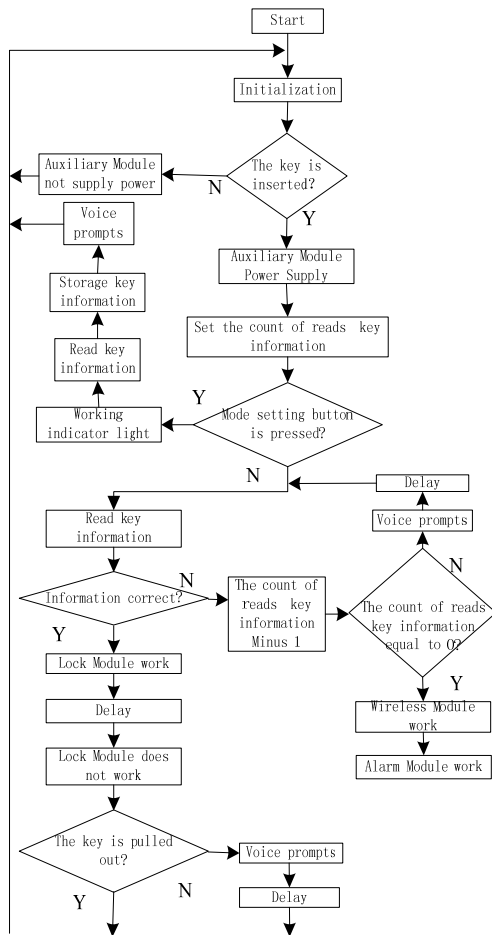 Start
Initialization
The key is
inserted?
N
Y
Auxiliary Module
not supply power
Voice
prompts
Storage key
information
Read key
information
Working
indicator light
Auxiliary Module
Power Supply
Set the count of reads key
information
Y
Mode setting button
is pressed?
N
Delay
Voice prompts
N
Read key
information
Information correct?
N
Y
The count of
reads key
information
Minus 1
The count of reads
key information
equal to 0?
Y
Wireless Module
work
Alarm Module work
Lock Module work
Delay
Lock Module does
not work
The key is pulled
out?
Y
N
Voice prompts
Delay